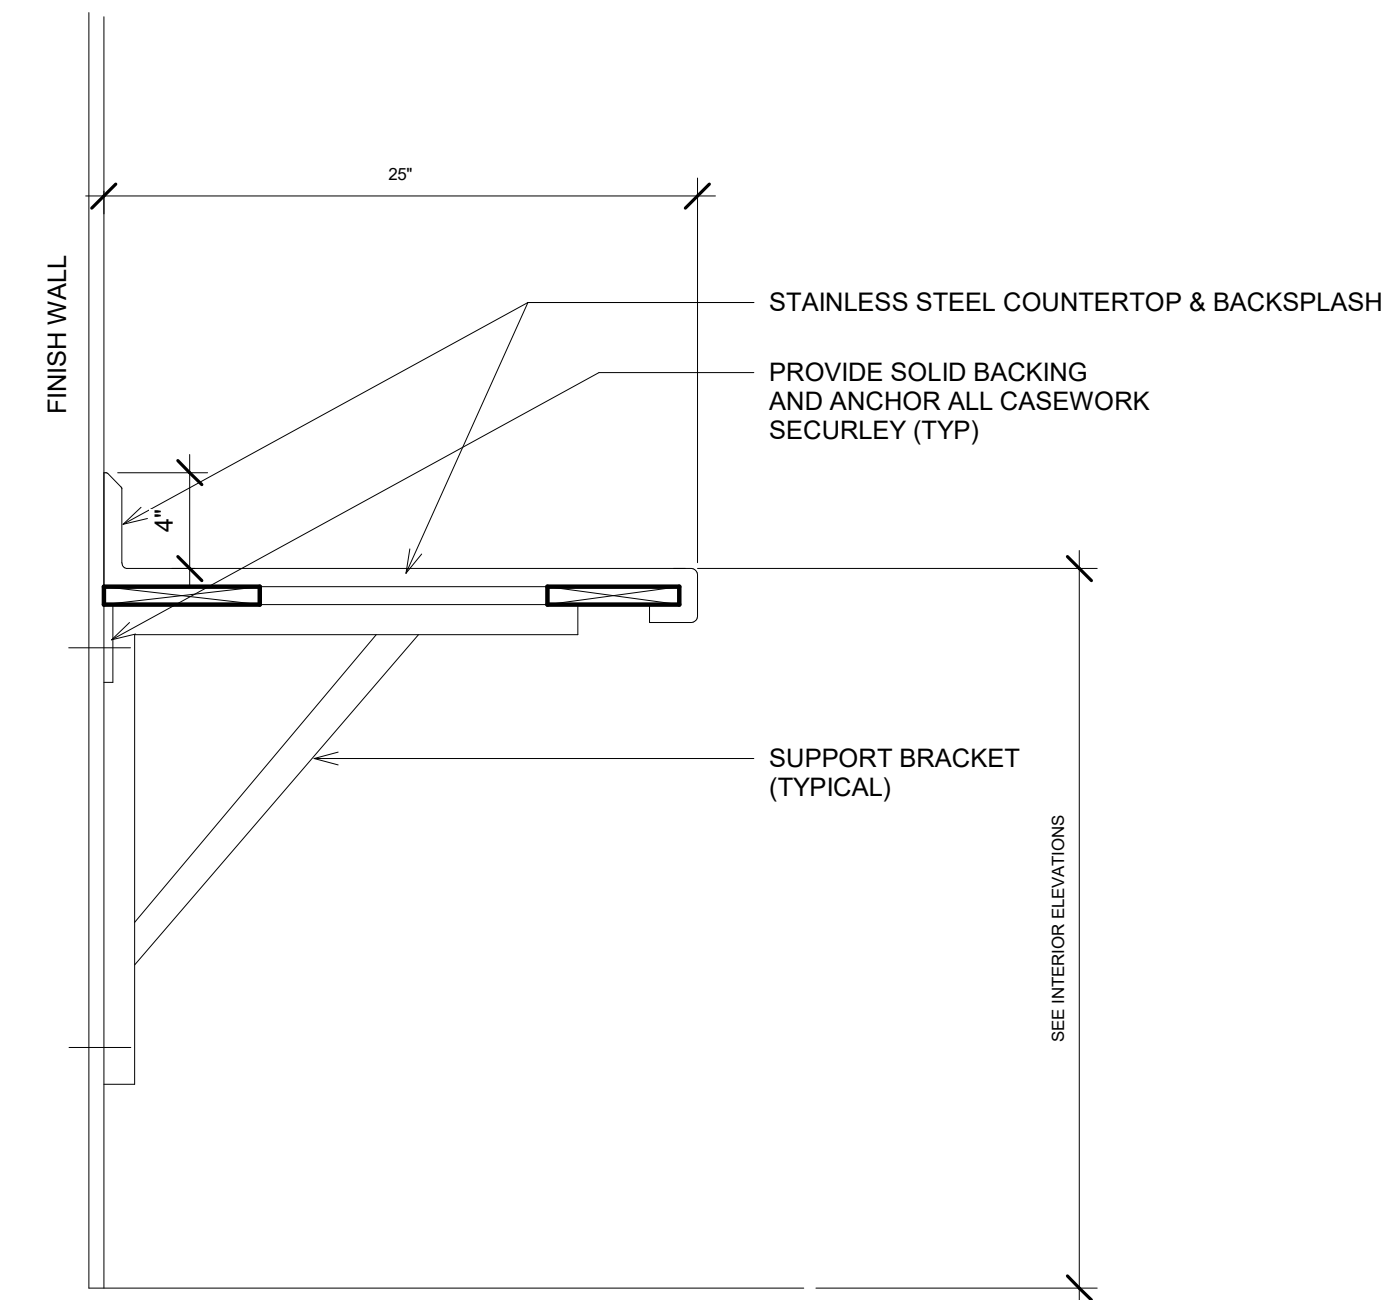 25"
FINISH WALL
STAINLESS STEEL COUNTERTOP & BACKSPLASH
PROVIDE SOLID BACKING
AND ANCHOR ALL CASEWORK
SECURLEY (TYP)
4"
SUPPORT BRACKET
(TYPICAL)
SEE INTERIOR ELEVATIONS